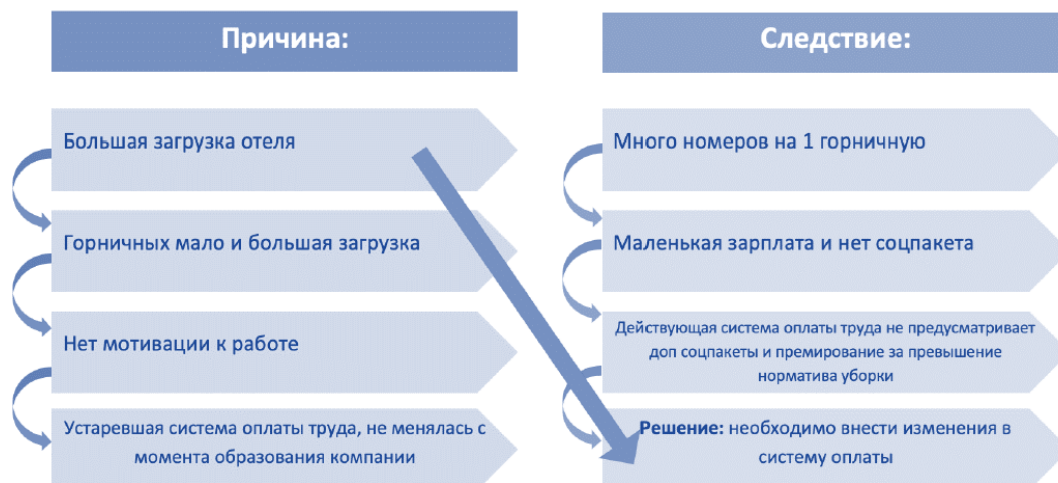 Причина:
Большая загрузка отеля
Горничных мало и большая загрузка
Нет мотивации к работе
Устаревшая система оплаты труда, не менялась с
момента образования компании
Следствие:
Много номеров на 1 горничную
Маленькая зарплата и нет соцпакета
Действующая система оплаты труда не предусматривает
доп соцпакеты и премирование за превышение
норматива уборки
Решение: необходимо внести изменения в
систему оплаты